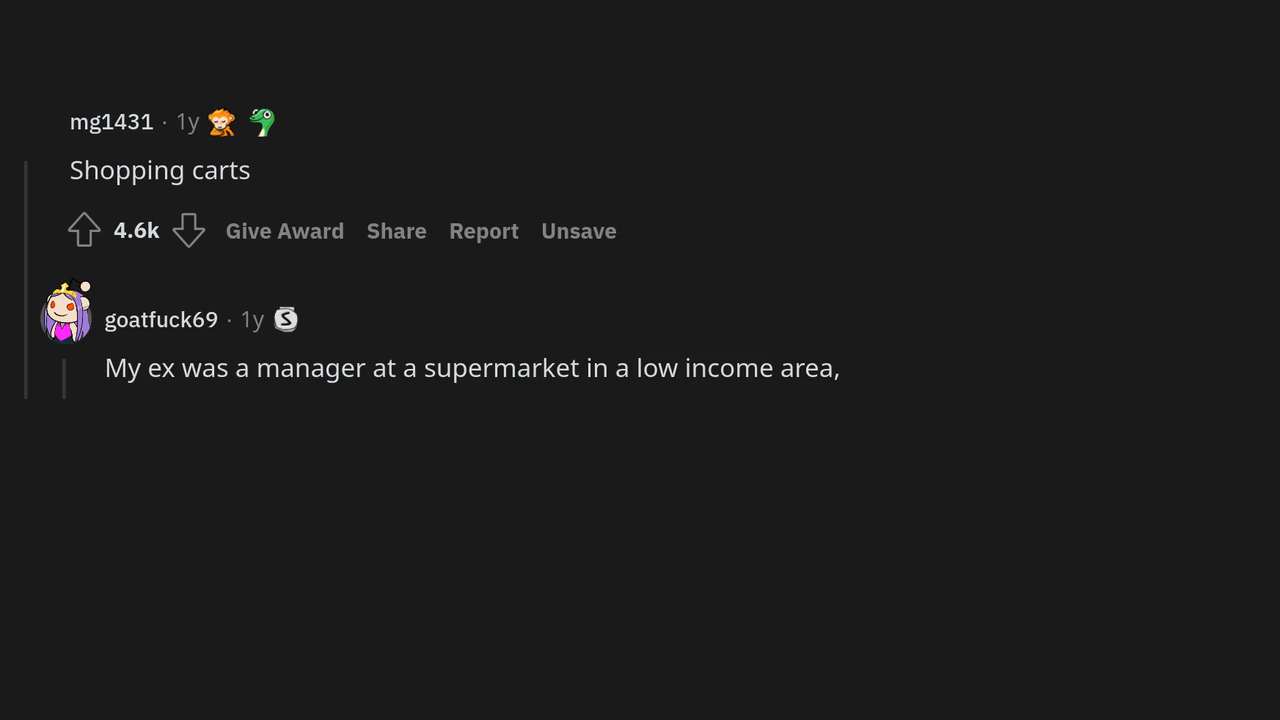 mg1431 · 1y
Shopping carts
4.6k Give Award Share Report Unsave
goatfuck69 · 1y
My ex was a manager at a supermarket in a low income area,